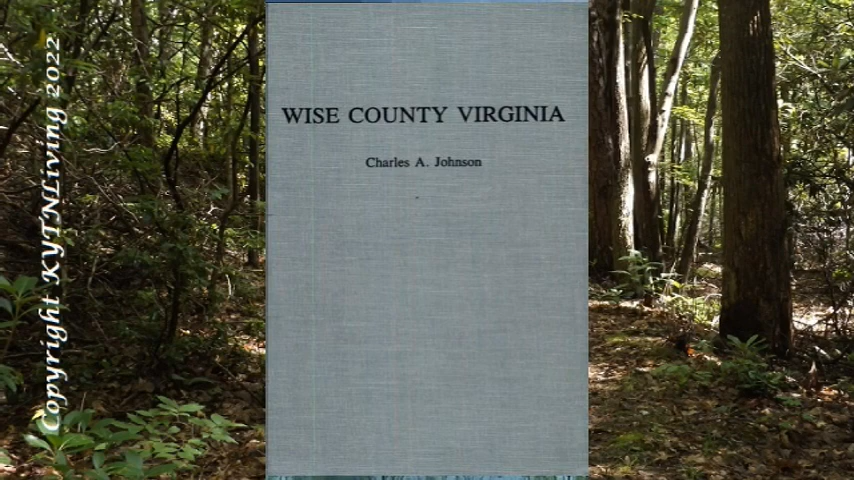 WISE COUNTY VIRGINIA
Charles A. Johnson
Copyright KYTNLiving 2022